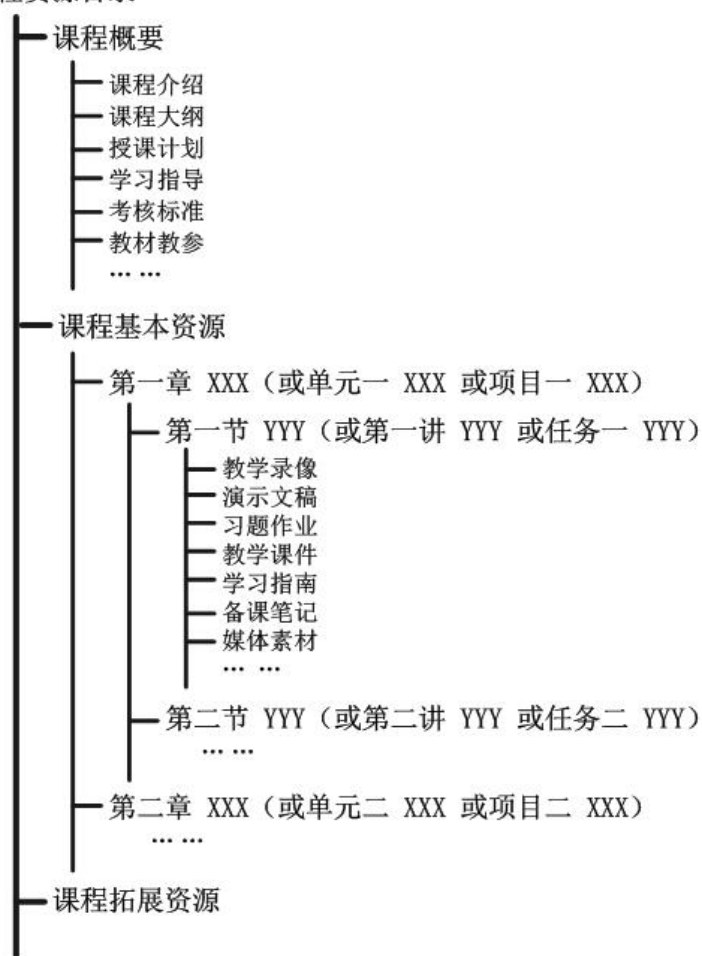 课程概要
课程介绍
课程大纲
授课计划
学习指导
考核标准
教材教参
… …
课程基本资源
第一章 XXX（或单元一 XXX 或项目一 XXX）
第一节 YYY（或第一讲 YYY 或任务一 YYY）
教学录像
演示文稿
习题作业
教学课件
学习指南
备课笔记
媒体素材
… …
第二节 YYY（或第二讲 YYY 或任务二 YYY）
… …
第二章 XXX（或单元二 XXX 或项目二 XXX）
… …
课程拓展资源